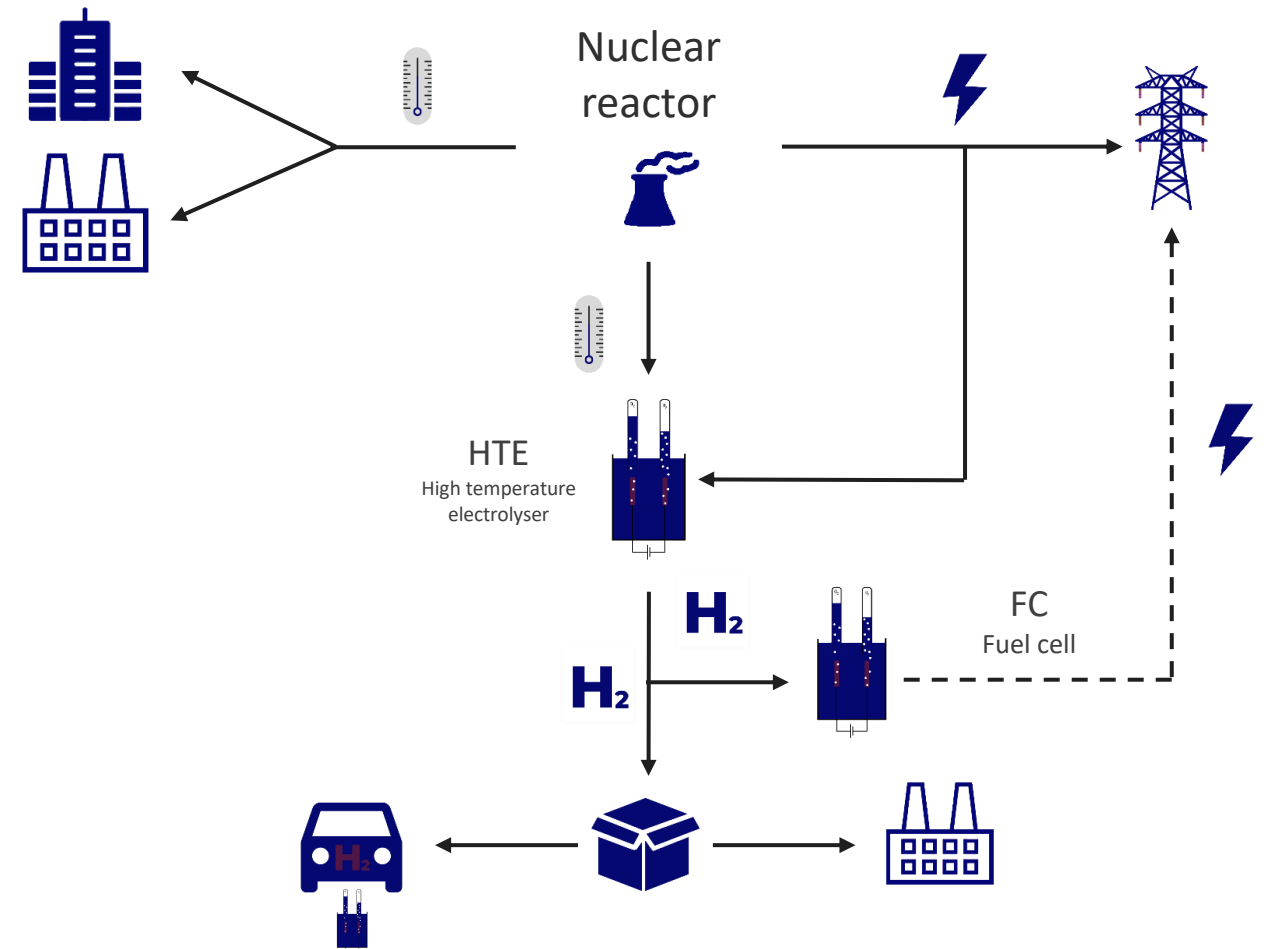 Nuclear
reactor
HTE
High temperature
electrolyser
H₂
H₂
FC
Fuel cell
H₂